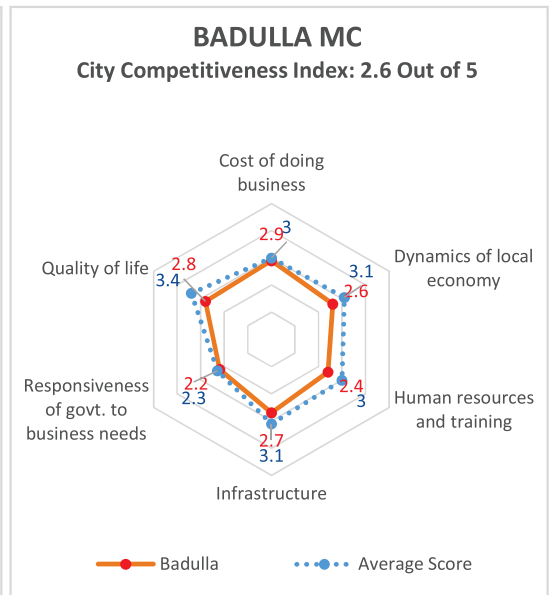 BADULLA MC
City Competitiveness Index: 2.6 Out of 5
Cost of doing
business
3
2.9
Dynamics of local
economy
3.1
2.6
Quality of life
2.8
3.4
Responsiveness
of govt. to
business needs
2.2
2.3
2.4
3
Human resources
and training
2.7
3.1
Infrastructure
Badulla
Average Score